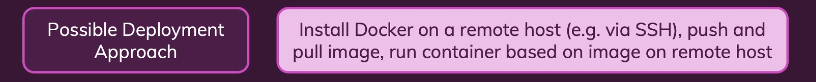 Possible Deployment
Approach
Install Docker on a remote host (e.g. via SSH), push and
pull image, run container based on image on remote host